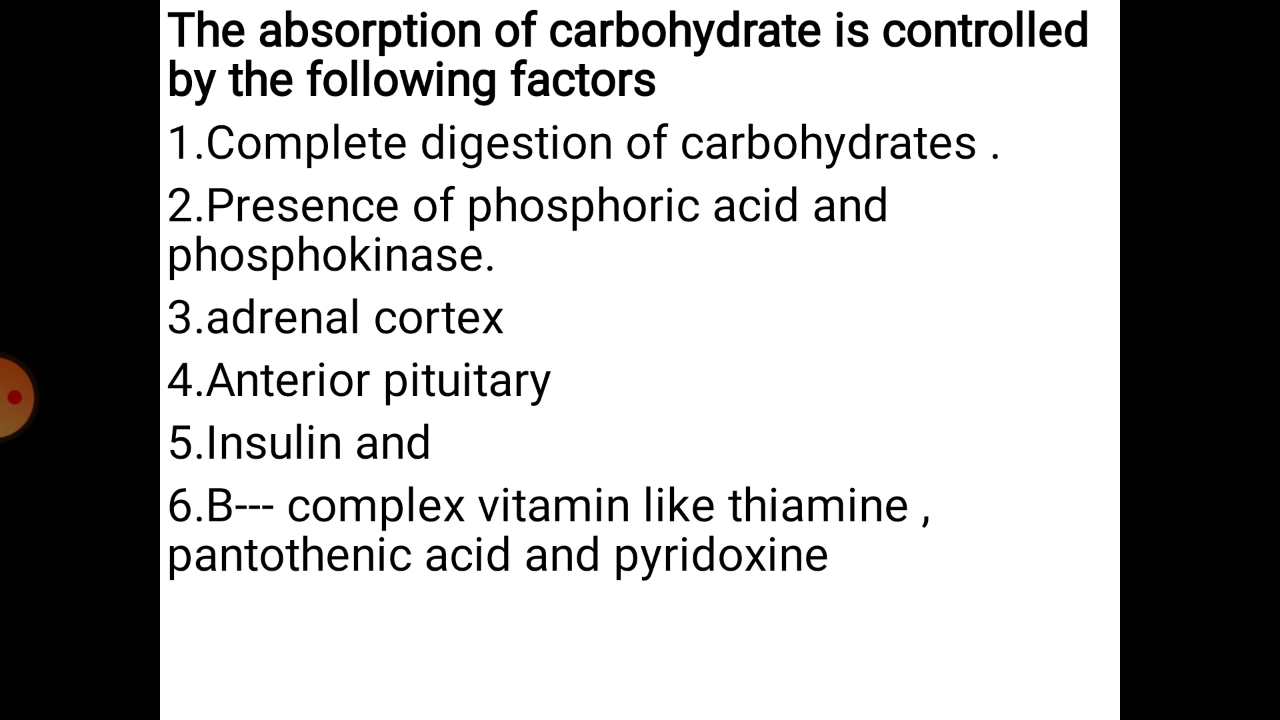 The absorption of carbohydrate is controlled
by the following factors
1.Complete digestion of carbohydrates .
2.Presence of phosphoric acid and
phosphokinase.
3.adrenal cortex
4.Anterior pituitary
5.Insulin and
6.B--- complex vitamin like thiamine ,
pantothenic acid and pyridoxine